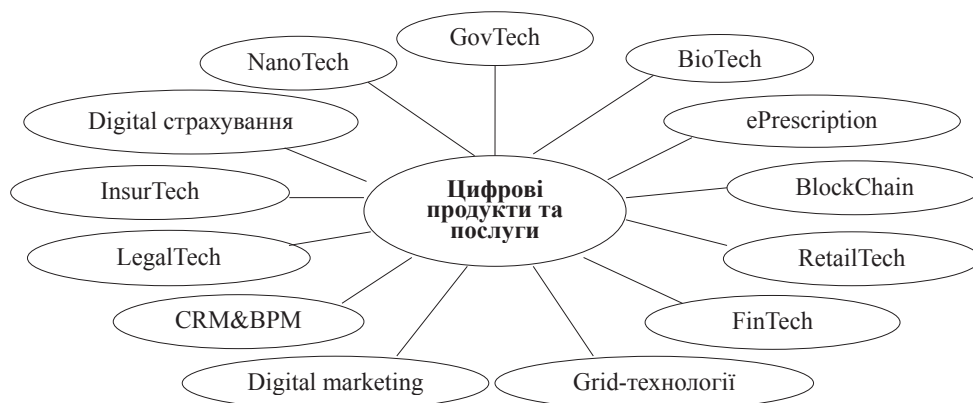 GovTech
NanoTech
BioTech
Digital страхування
ePrescription
Цифрові
продукти та
послуги
InsurTech
BlockChain
LegalTech
RetailTech
CRM&BPM
FinTech
Digital marketing
Grid-технології